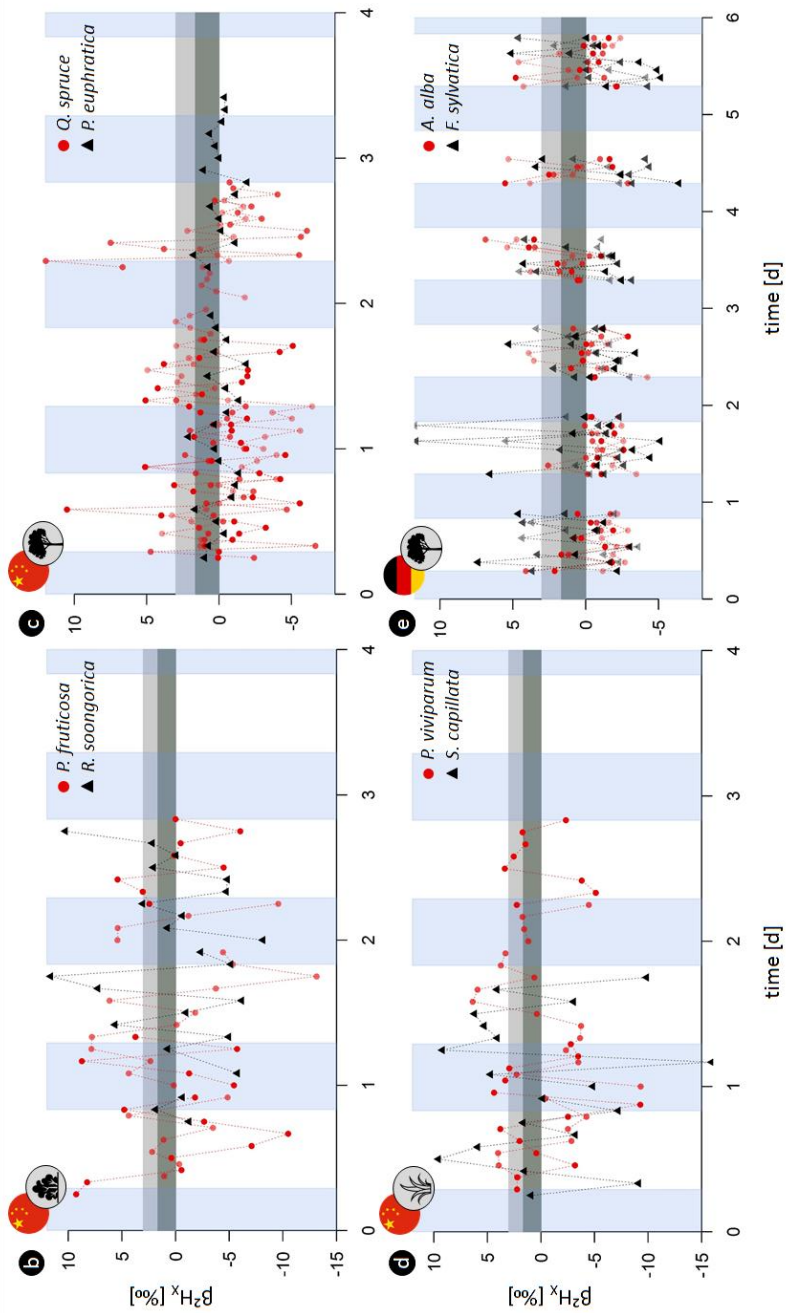 b
P. fruticosa
R. soongorica
β²Hₓ [‰]
10
5
0
-5
-10
-15
0
1
2
3
4
c
Q. spruce
P. euphratica
10
5
0
-5
0
1
2
3
4
d
P. viviparum
S. capillata
β²Hₓ [‰]
10
5
0
-5
-10
-15
0
1
2
3
4
time [d]
e
A. alba
F. sylvatica
10
5
0
-5
0
1
2
3
4
5
6
time [d]